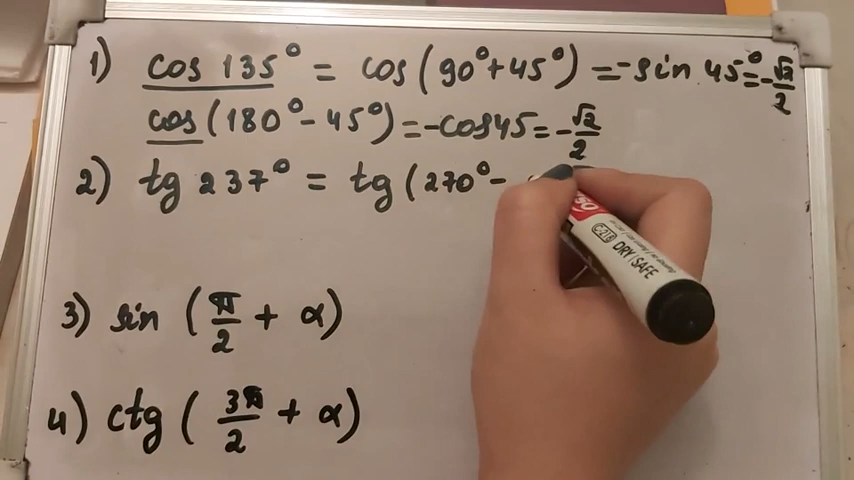 1) cos 135° = cos (90° + 45°) = -sin 45° = -√2/2
cos (180° - 45°) = -cos 45 = -√2/2
2) tg 237° = tg (270° -
3) sin (π/2 + α)
4) ctg (3π/2 + α)
C-218
DRY SAFE